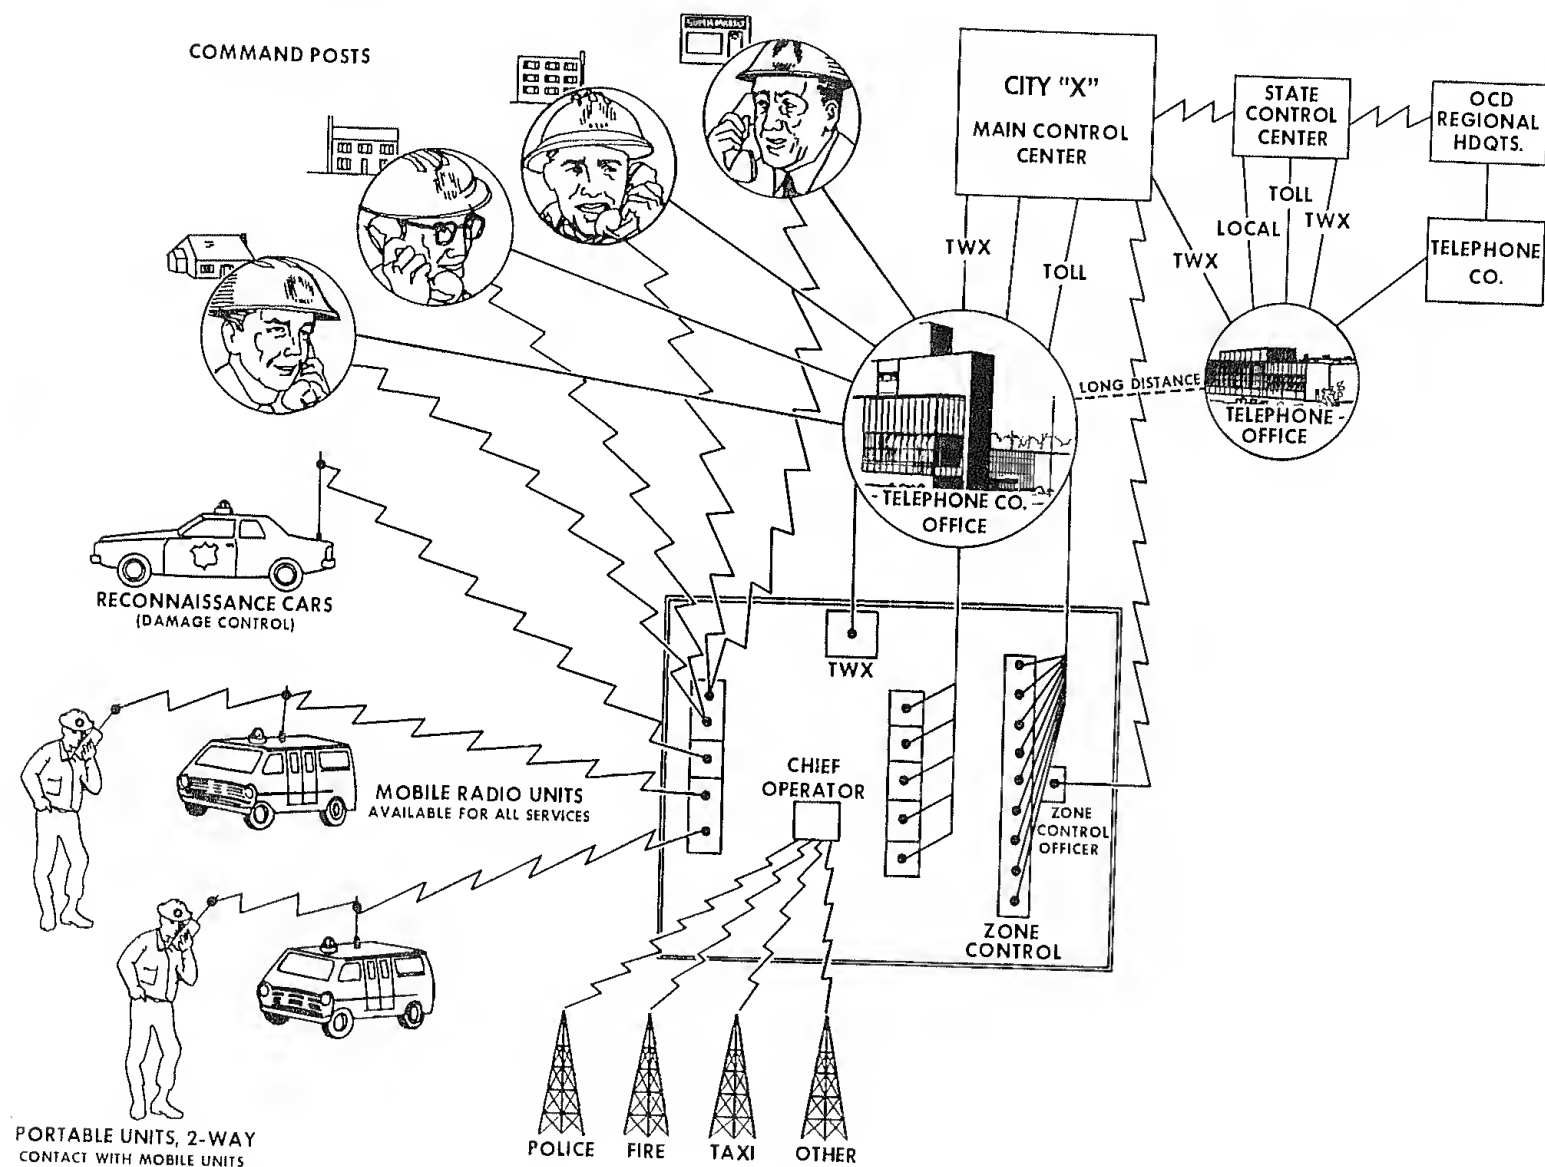 COMMAND POSTS
SUPER MARKET
CITY "X"
MAIN CONTROL
CENTER
STATE
CONTROL
CENTER
OCD
REGIONAL
HDQTS.
TWX
TOLL
TWX
LOCAL
TOLL
TWX
TELEPHONE
CO.
LONG DISTANCE
TELEPHONE
OFFICE
TELEPHONE CO.
OFFICE
RECONNAISSANCE CARS
(DAMAGE CONTROL)
TWX
MOBILE RADIO UNITS
AVAILABLE FOR ALL SERVICES
CHIEF
OPERATOR
ZONE
CONTROL
OFFICER
ZONE
CONTROL
PORTABLE UNITS, 2-WAY
CONTACT WITH MOBILE UNITS
POLICE
FIRE
TAXI
OTHER